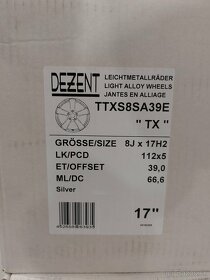 DEZENT
LEICHTMETALLRÄDER
LIGHT ALLOY WHEELS
JANTES EN ALLIAGE
TTXS8SA39E
" TX "
GRÖSSE/SIZE 8J x 17H2
LK/PCD 112x5
ET/OFFSET 39,0
ML/DC 66,6
Silver
17"